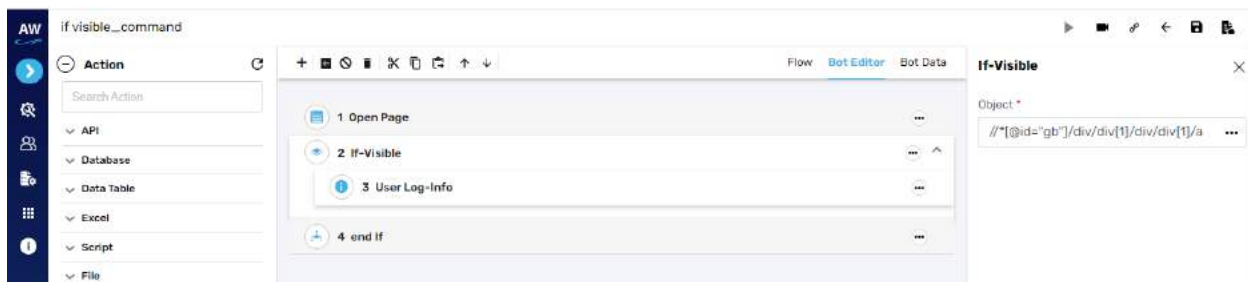 AW
if visible_command
Action
Search Action
API
Database
Data Table
Excel
Script
File
Flow Bot Editor Bot Data
1 Open Page
2 If-Visible
3 User Log-Info
4 end If
If-Visible
Object *
//*[@id="gb"]/div/div[1]/div/div[1]/a